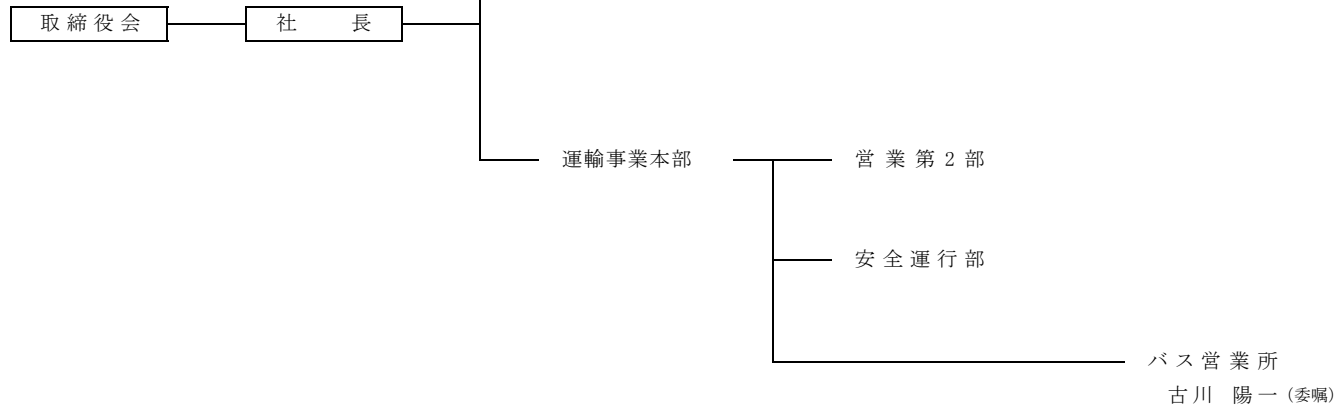 取締役会 社長
運輸事業本部 営業第2部
安全運行部
バス営業所
古川 陽一(委嘱)